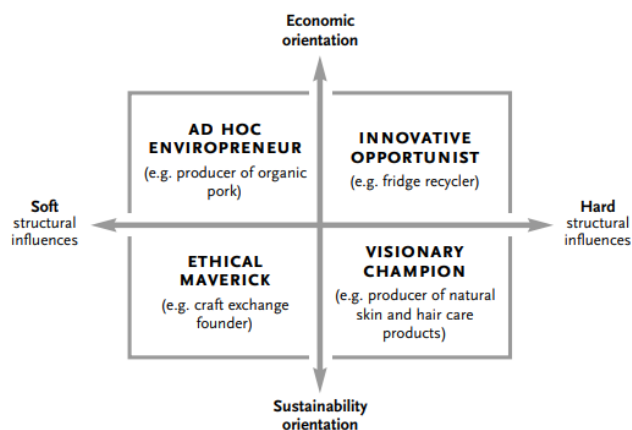 Economic
orientation
AD HOC
ENVIROPRENEUR
(e.g. producer of organic
pork)
INNOVATIVE
OPPORTUNIST
(e.g. fridge recycler)
Soft
structural
influences
Hard
structural
influences
ETHICAL
MAVERICK
(e.g. craft exchange
founder)
VISIONARY
CHAMPION
(e.g. producer of natural
skin and hair care
products)
Sustainability
orientation